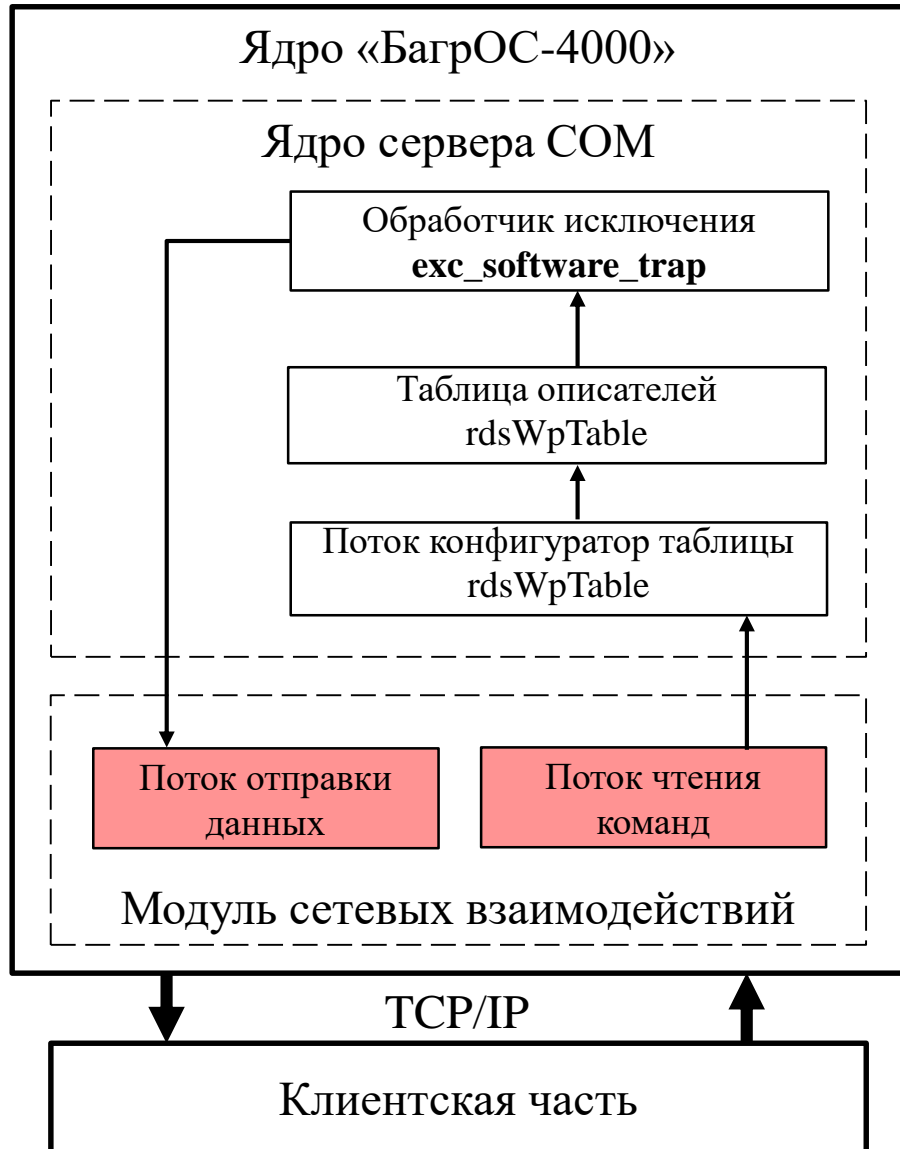 Ядро «БагрОС-4000»
Ядро сервера СОМ
Обработчик исключения
exc_software_trap
Таблица описателей
rdsWpTable
Поток конфигуратор таблицы
rdsWpTable
Поток отправки
данных
Поток чтения
команд
Модуль сетевых взаимодействий
TCP/IP
Клиентская часть